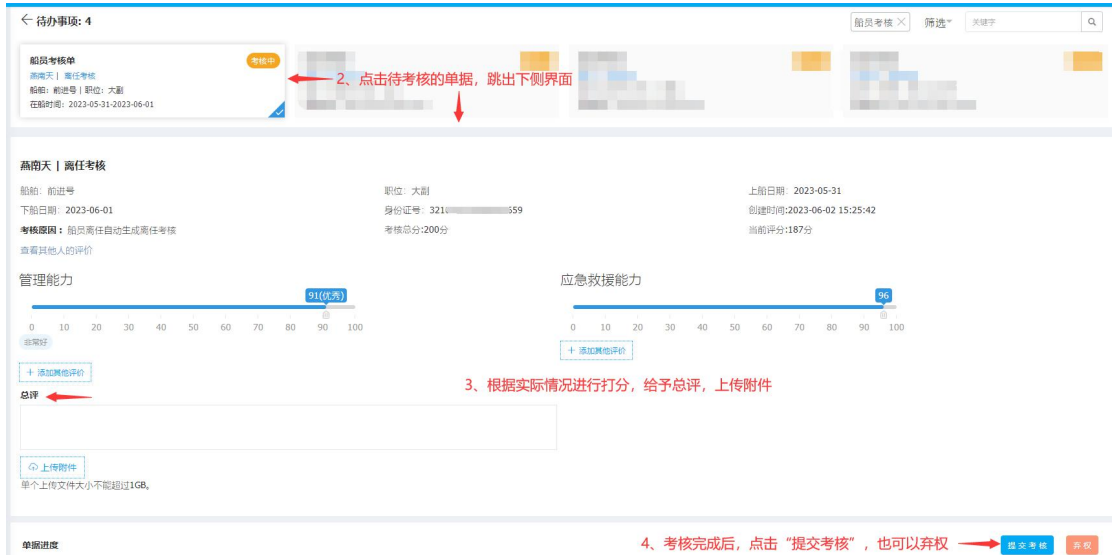 ← 待办事项: 4
船员考核 ×
筛选
关键字
船员考核单
考核中
燕南天 | 离任考核
船舶: 前进号 | 职位: 大副
在船时间: 2023-05-31-2023-06-01
2、点击待考核的单据，跳出下侧界面
燕南天 | 离任考核
船舶: 前进号
职位: 大副
上船日期: 2023-05-31
下船日期: 2023-06-01
身份证号: 321
659
创建时间:2023-06-02 15:25:42
考核原因: 船员离任自动生成离任考核
考核总分:200分
当前评分:187分
查看其他人的评价
管理能力
应急救援能力
91(优秀)
96
0 10 20 30 40 50 60 70 80 90 100
0 10 20 30 40 50 60 70 80 90 100
非常好
+ 添加其他评价
+ 添加其他评价
3、根据实际情况进行打分，给予总评，上传附件
总评
上传附件
单个上传文件大小不能超过1GB。
单据进度
4、考核完成后，点击“提交考核”，也可以弃权
提交考核
弃权